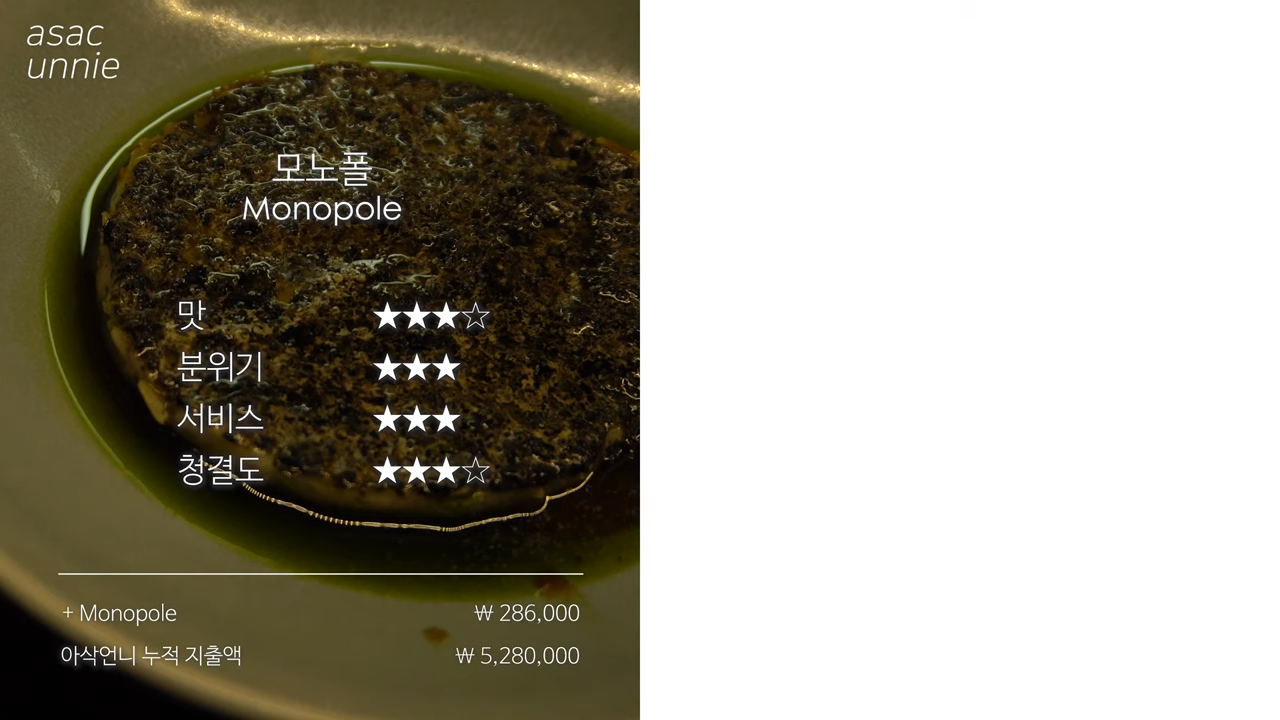 asac
unnie
모노폴
Monopole
맛 ★★★☆
분위기 ★★★
서비스 ★★★
청결도 ★★★☆
+ Monopole ₩ 286,000
아삭언니 누적 지출액 ₩ 5,280,000